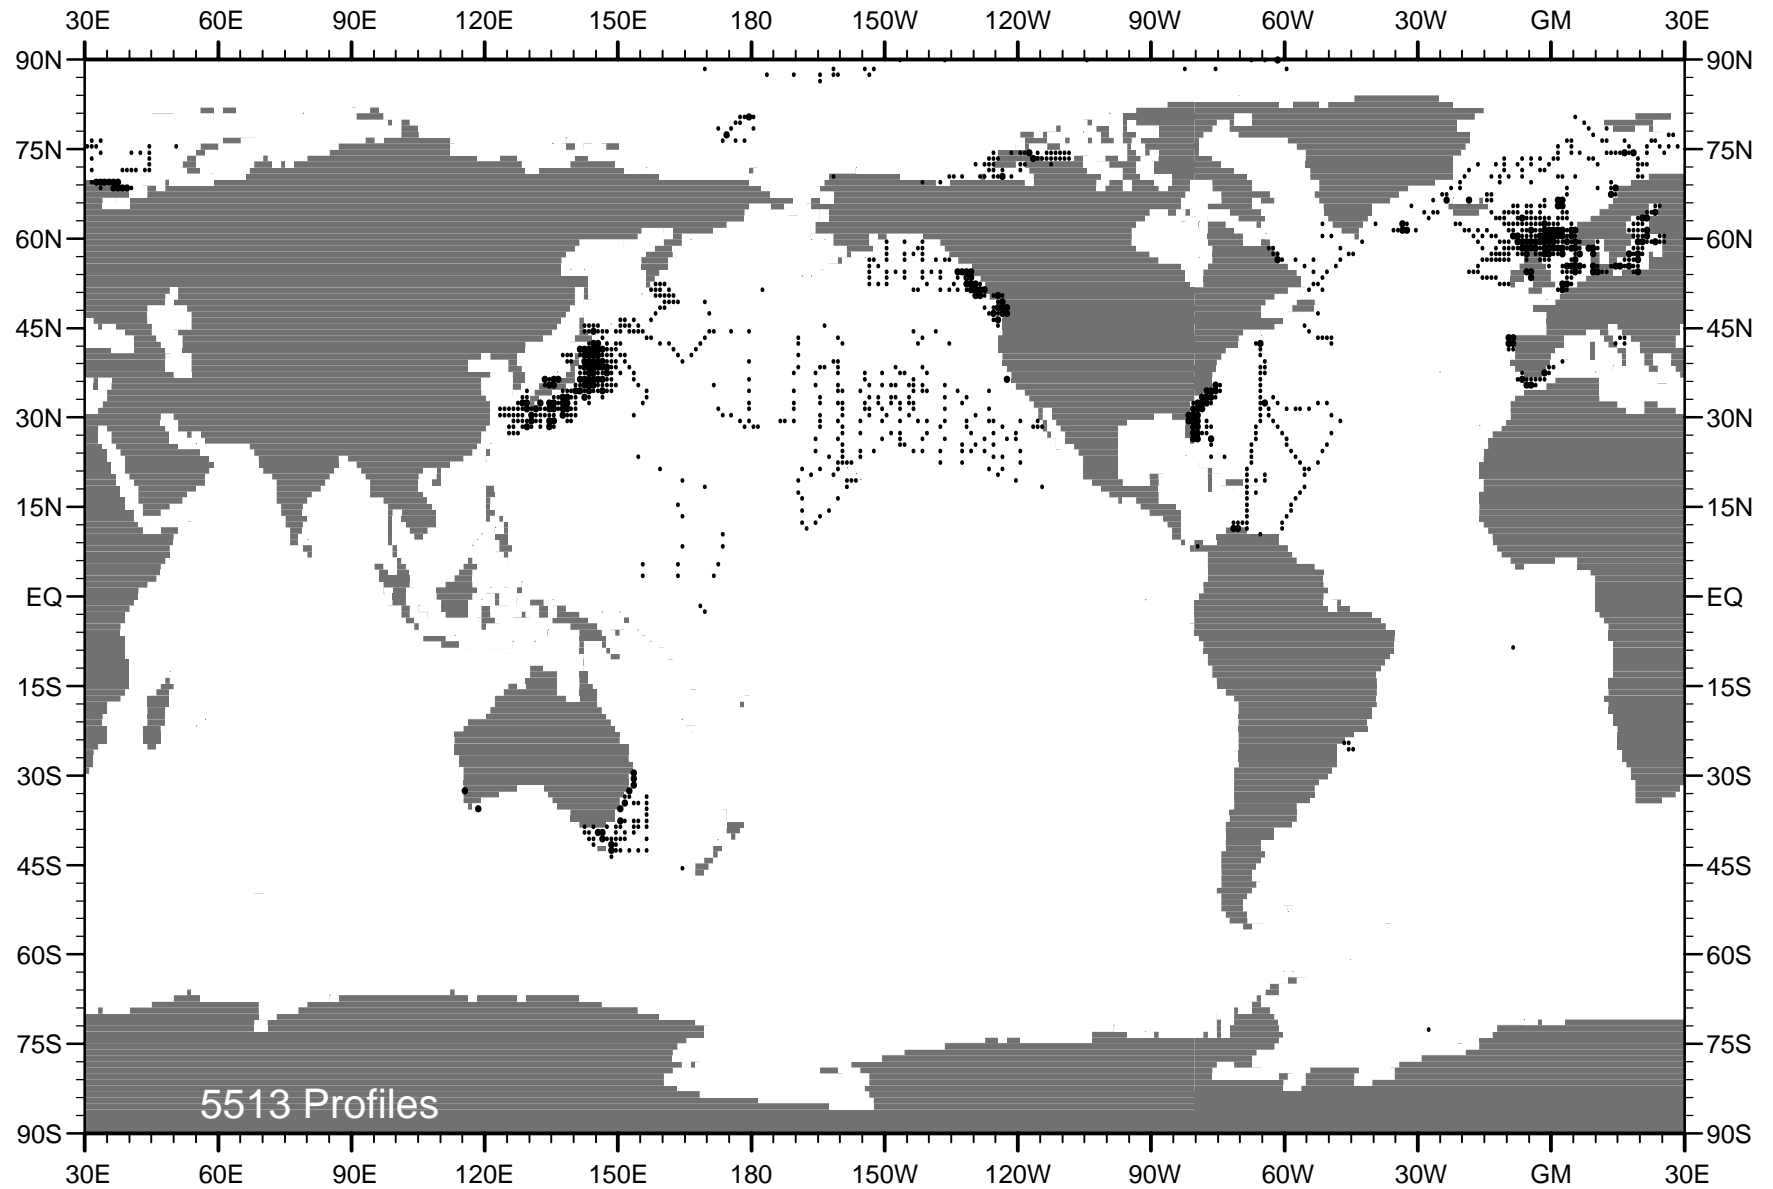 30E 60E 90E 120E 150E 180 150W 120W 90W 60W 30W GM 30E
90N 90N
75N 75N
60N 60N
45N 45N
30N 30N
15N 15N
EQ EQ
15S 15S
30S 30S
45S 45S
60S 60S
75S 75S
5513 Profiles
90S 90S
30E 60E 90E 120E 150E 180 150W 120W 90W 60W 30W GM 30E